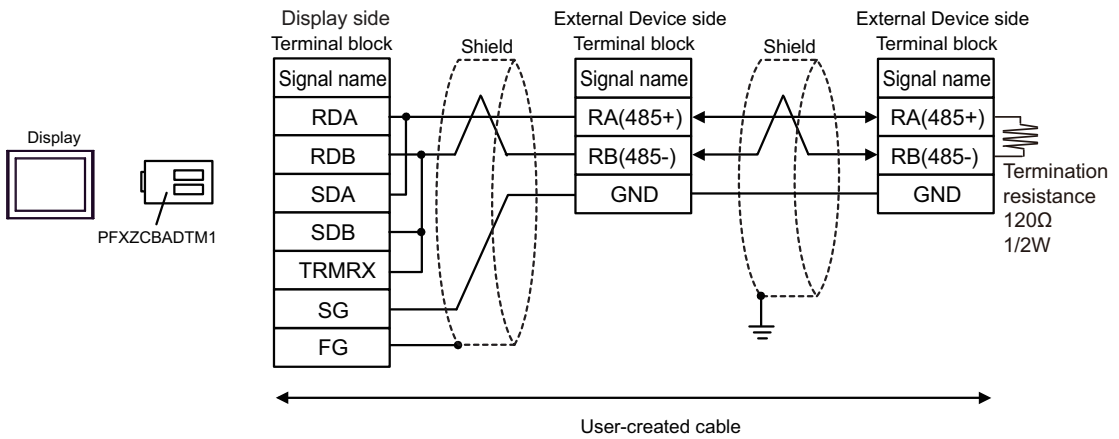 Display
PFXZCBADTM1
Display side
Terminal block
Signal name
RDA
RDB
SDA
SDB
TRMRX
SG
FG
Shield
External Device side
Terminal block
Signal name
RA(485+)
RB(485-)
GND
Shield
External Device side
Terminal block
Signal name
RA(485+)
RB(485-)
GND
Termination
resistance
120Ω
1/2W
User-created cable